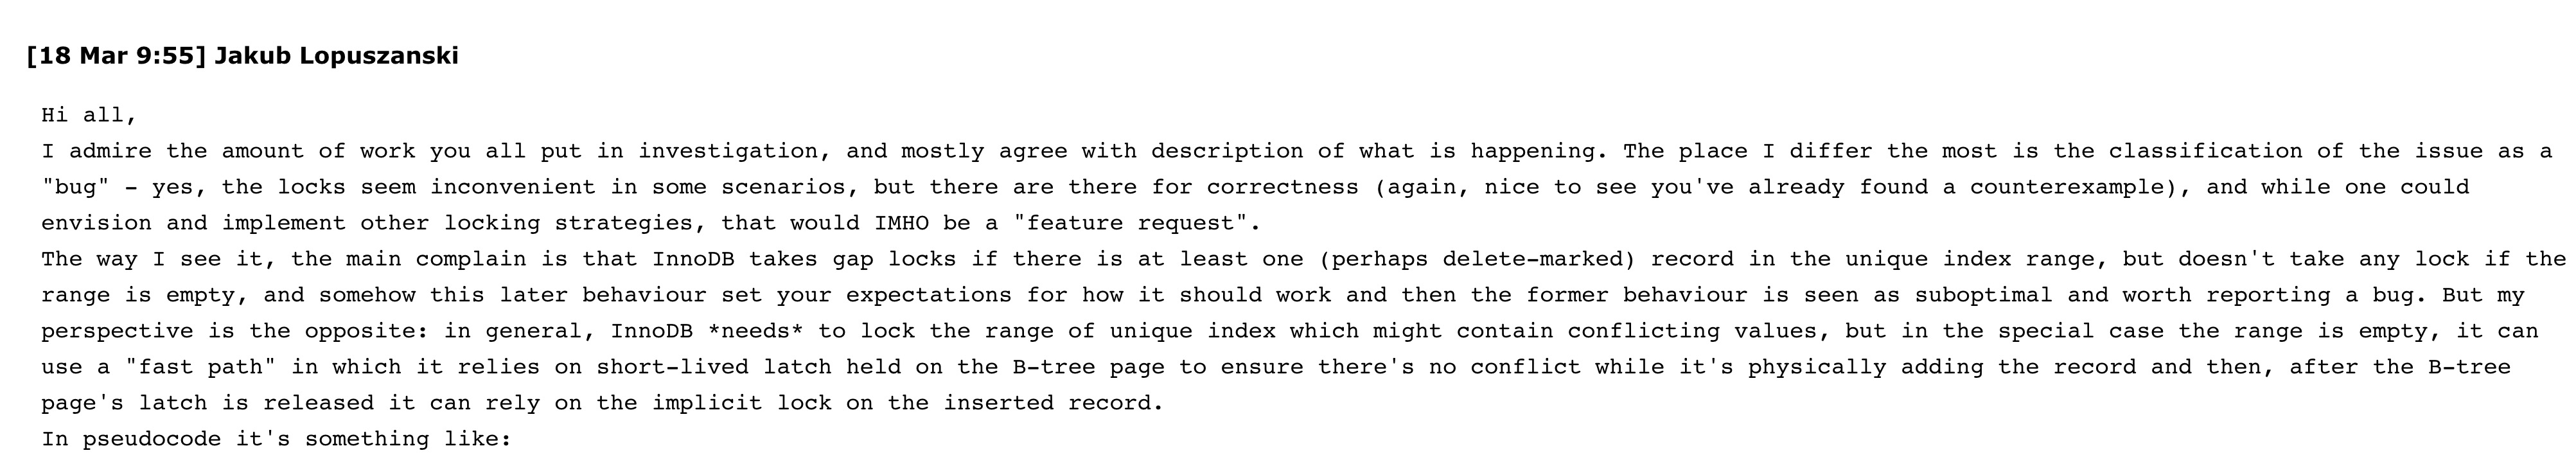 [18 Mar 9:55] Jakub Lopuszanski
Hi all,
I admire the amount of work you all put in investigation, and mostly agree with description of what is happening. The place I differ the most is the classification of the issue as a
"bug" - yes, the locks seem inconvenient in some scenarios, but there are there for correctness (again, nice to see you've already found a counterexample), and while one could
envision and implement other locking strategies, that would IMHO be a "feature request".
The way I see it, the main complain is that InnoDB takes gap locks if there is at least one (perhaps delete-marked) record in the unique index range, but doesn't take any lock if the
range is empty, and somehow this later behaviour set your expectations for how it should work and then the former behaviour is seen as suboptimal and worth reporting a bug. But my
perspective is the opposite: in general, InnoDB *needs* to lock the range of unique index which might contain conflicting values, but in the special case the range is empty, it can
use a "fast path" in which it relies on short-lived latch held on the B-tree page to ensure there's no conflict while it's physically adding the record and then, after the B-tree
page's latch is released it can rely on the implicit lock on the inserted record.
In pseudocode it's something like: